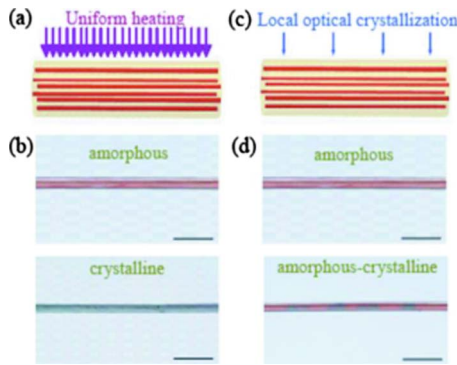 (a)
Uniform heating
(c)
Local optical crystallization
(b)
amorphous
(d)
amorphous
crystalline
amorphous-crystalline